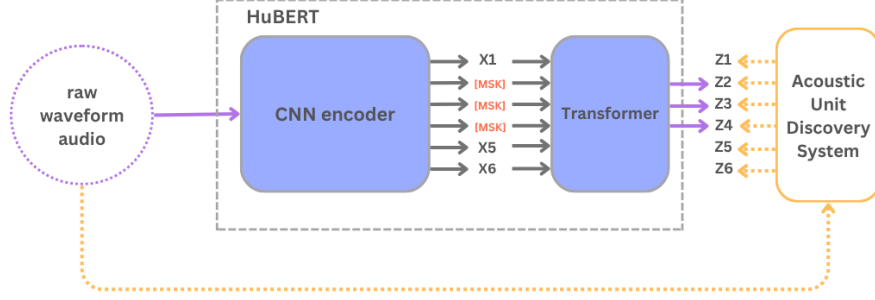 HuBERT
raw
waveform
audio
CNN encoder
X1
[MSK]
[MSK]
[MSK]
X5
X6
Transformer
Z1
Z2
Z3
Z4
Z5
Z6
Acoustic
Unit
Discovery
System